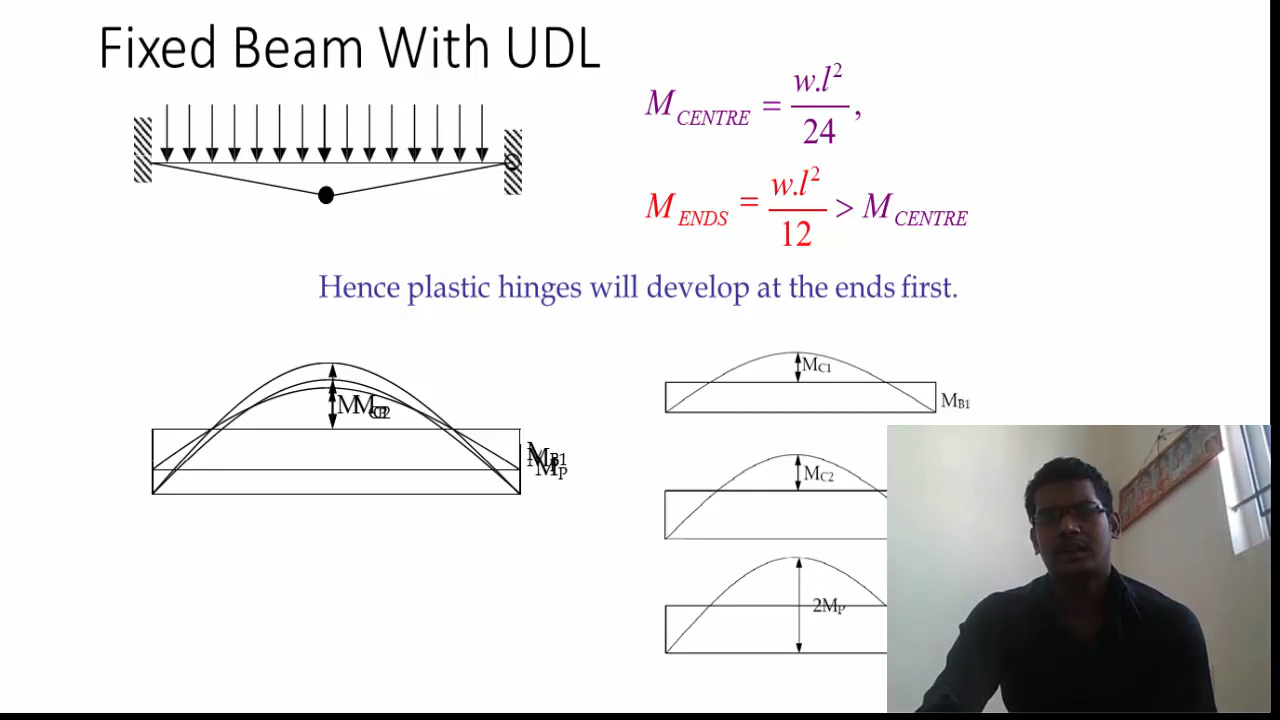 Fixed Beam With UDL
M_CENTRE = w.l²/24 ,
M_ENDS = w.l²/12 > M_CENTRE
Hence plastic hinges will develop at the ends first.
M_C1
M_B1
M_B1
M_P
M_C2
2M_P